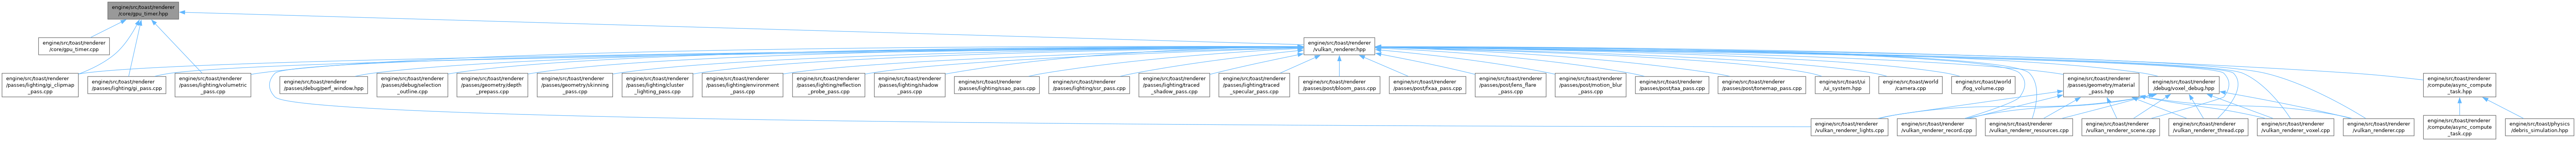 engine/src/toast/renderer
/core/gpu_timer.hpp
engine/src/toast/renderer
/core/gpu_timer.cpp
engine/src/toast/renderer
/vulkan_renderer.hpp
engine/src/toast/renderer
/passes/lighting/gi_clipmap
_pass.cpp
engine/src/toast/renderer
/passes/lighting/gi_pass.cpp
engine/src/toast/renderer
/passes/lighting/volumetric
_pass.cpp
engine/src/toast/renderer
/passes/debug/perf_window.hpp
engine/src/toast/renderer
/passes/debug/selection
_outline.cpp
engine/src/toast/renderer
/passes/geometry/depth
_prepass.cpp
engine/src/toast/renderer
/passes/geometry/skinning
_pass.cpp
engine/src/toast/renderer
/passes/lighting/cluster
_lighting_pass.cpp
engine/src/toast/renderer
/passes/lighting/environment
_pass.cpp
engine/src/toast/renderer
/passes/lighting/reflection
_probe_pass.cpp
engine/src/toast/renderer
/passes/lighting/shadow
_pass.cpp
engine/src/toast/renderer
/passes/lighting/ssao_pass.cpp
engine/src/toast/renderer
/passes/lighting/ssr_pass.cpp
engine/src/toast/renderer
/passes/lighting/traced
_shadow_pass.cpp
engine/src/toast/renderer
/passes/lighting/traced
_specular_pass.cpp
engine/src/toast/renderer
/passes/post/bloom_pass.cpp
engine/src/toast/renderer
/passes/post/fxaa_pass.cpp
engine/src/toast/renderer
/passes/post/lens_flare
_pass.cpp
engine/src/toast/renderer
/passes/post/motion_blur
_pass.cpp
engine/src/toast/renderer
/passes/post/taa_pass.cpp
engine/src/toast/renderer
/passes/post/tonemap_pass.cpp
engine/src/toast/ui
/ui_system.hpp
engine/src/toast/world
/camera.cpp
engine/src/toast/world
/fog_volume.cpp
engine/src/toast/renderer
/passes/geometry/material
_pass.hpp
engine/src/toast/renderer
/debug/voxel_debug.hpp
engine/src/toast/renderer
/compute/async_compute
_task.hpp
engine/src/toast/renderer
/vulkan_renderer_lights.cpp
engine/src/toast/renderer
/vulkan_renderer_record.cpp
engine/src/toast/renderer
/vulkan_renderer_resources.cpp
engine/src/toast/renderer
/vulkan_renderer_scene.cpp
engine/src/toast/renderer
/vulkan_renderer_thread.cpp
engine/src/toast/renderer
/vulkan_renderer_voxel.cpp
engine/src/toast/renderer
/vulkan_renderer.cpp
engine/src/toast/renderer
/compute/async_compute
_task.cpp
engine/src/toast/physics
/debris_simulation.hpp